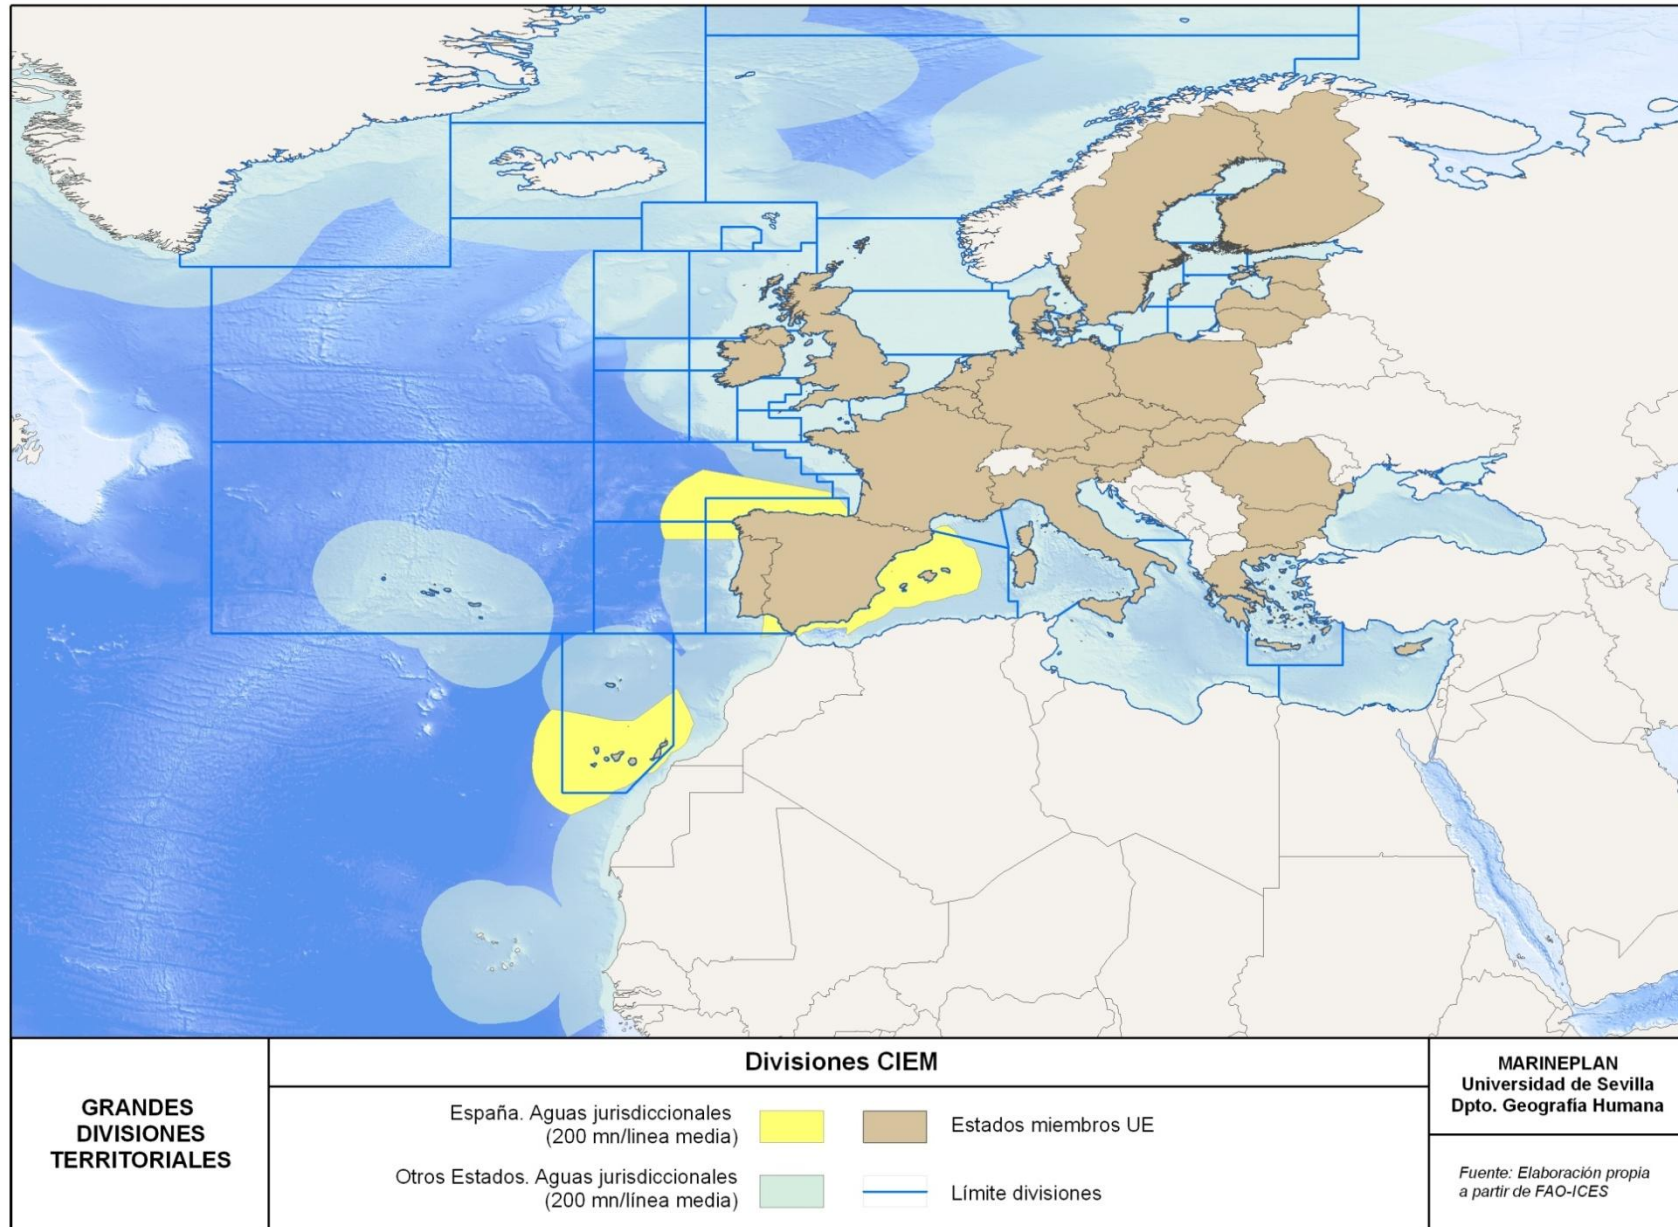 GRANDES
DIVISIONES
TERRITORIALES
Divisiones CIEM
España. Aguas jurisdiccionales
(200 mn/linea media)
Estados miembros UE
Otros Estados. Aguas jurisdiccionales
(200 mn/línea media)
Límite divisiones
MARINEPLAN
Universidad de Sevilla
Dpto. Geografía Humana
Fuente: Elaboración propia
a partir de FAO-ICES